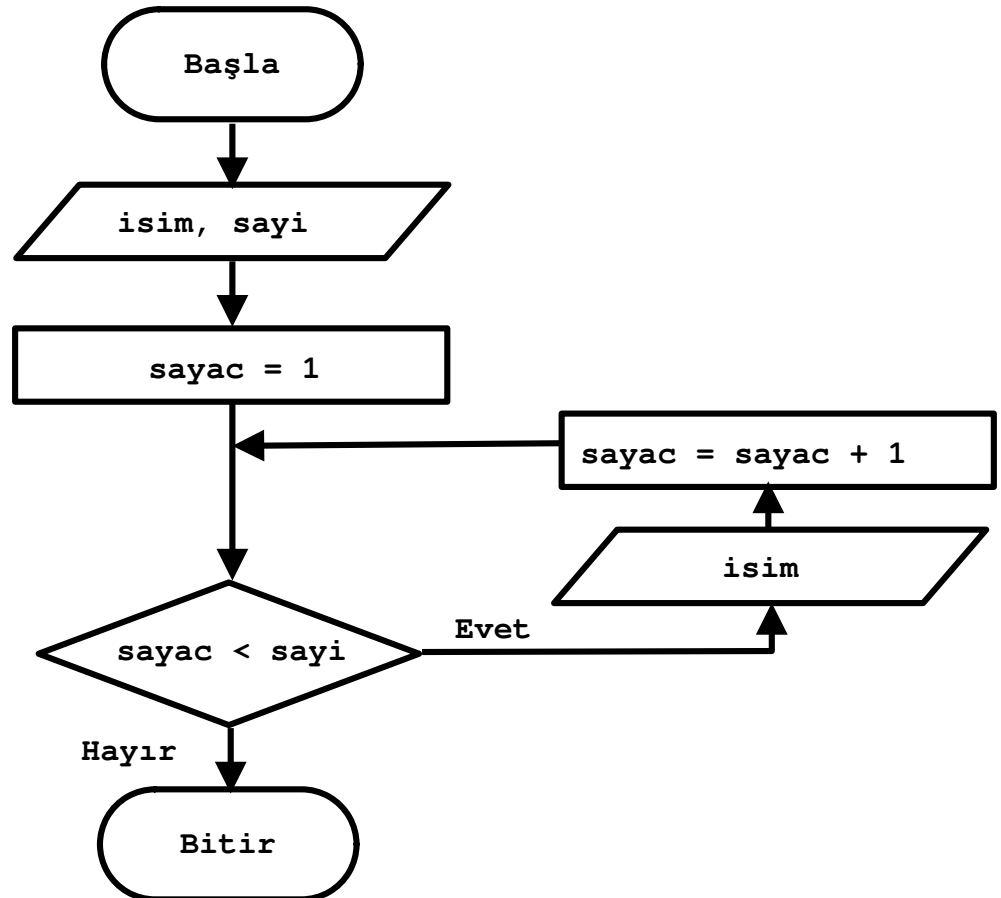 Başla
isim, sayi
sayac = 1
sayac = sayac + 1
isim
Evet
sayac < sayi
Hayır
Bitir